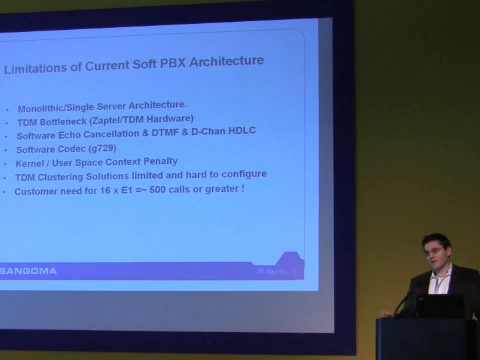 Limitations of Current Soft PBX Architecture
• Monolithic/Single Server Architecture.
• TDM Bottleneck (Zaptel/TDM Hardware)
• Software Echo Cancellation & DTMF & D-Chan HDLC
• Software Codec (g729)
• Kernel / User Space Context Penalty
• TDM Clustering Solutions limited and hard to configure
• Customer need for 16 x E1 =~ 500 calls or greater !
SANGOMA